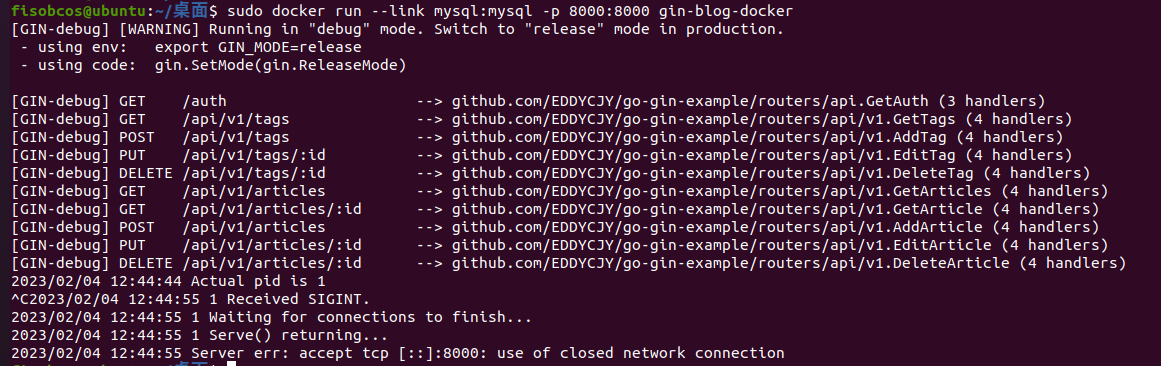 fisobcos@ubuntu:~/桌面$ sudo docker run --link mysql:mysql -p 8000:8000 gin-blog-docker
[GIN-debug] [WARNING] Running in "debug" mode. Switch to "release" mode in production.
 - using env:   export GIN_MODE=release
 - using code:  gin.SetMode(gin.ReleaseMode)

[GIN-debug] GET    /auth                     --> github.com/EDDYCJY/go-gin-example/routers/api.GetAuth (3 handlers)
[GIN-debug] GET    /api/v1/tags              --> github.com/EDDYCJY/go-gin-example/routers/api/v1.GetTags (4 handlers)
[GIN-debug] POST   /api/v1/tags              --> github.com/EDDYCJY/go-gin-example/routers/api/v1.AddTag (4 handlers)
[GIN-debug] PUT    /api/v1/tags/:id          --> github.com/EDDYCJY/go-gin-example/routers/api/v1.EditTag (4 handlers)
[GIN-debug] DELETE /api/v1/tags/:id          --> github.com/EDDYCJY/go-gin-example/routers/api/v1.DeleteTag (4 handlers)
[GIN-debug] GET    /api/v1/articles          --> github.com/EDDYCJY/go-gin-example/routers/api/v1.GetArticles (4 handlers)
[GIN-debug] GET    /api/v1/articles/:id      --> github.com/EDDYCJY/go-gin-example/routers/api/v1.GetArticle (4 handlers)
[GIN-debug] POST   /api/v1/articles          --> github.com/EDDYCJY/go-gin-example/routers/api/v1.AddArticle (4 handlers)
[GIN-debug] PUT    /api/v1/articles/:id      --> github.com/EDDYCJY/go-gin-example/routers/api/v1.EditArticle (4 handlers)
[GIN-debug] DELETE /api/v1/articles/:id      --> github.com/EDDYCJY/go-gin-example/routers/api/v1.DeleteArticle (4 handlers)
2023/02/04 12:44:44 Actual pid is 1
^C2023/02/04 12:44:55 1 Received SIGINT.
2023/02/04 12:44:55 1 Waiting for connections to finish...
2023/02/04 12:44:55 1 Serve() returning...
2023/02/04 12:44:55 Server err: accept tcp [::]:8000: use of closed network connection
fisobcos@ubuntu:~/桌面$